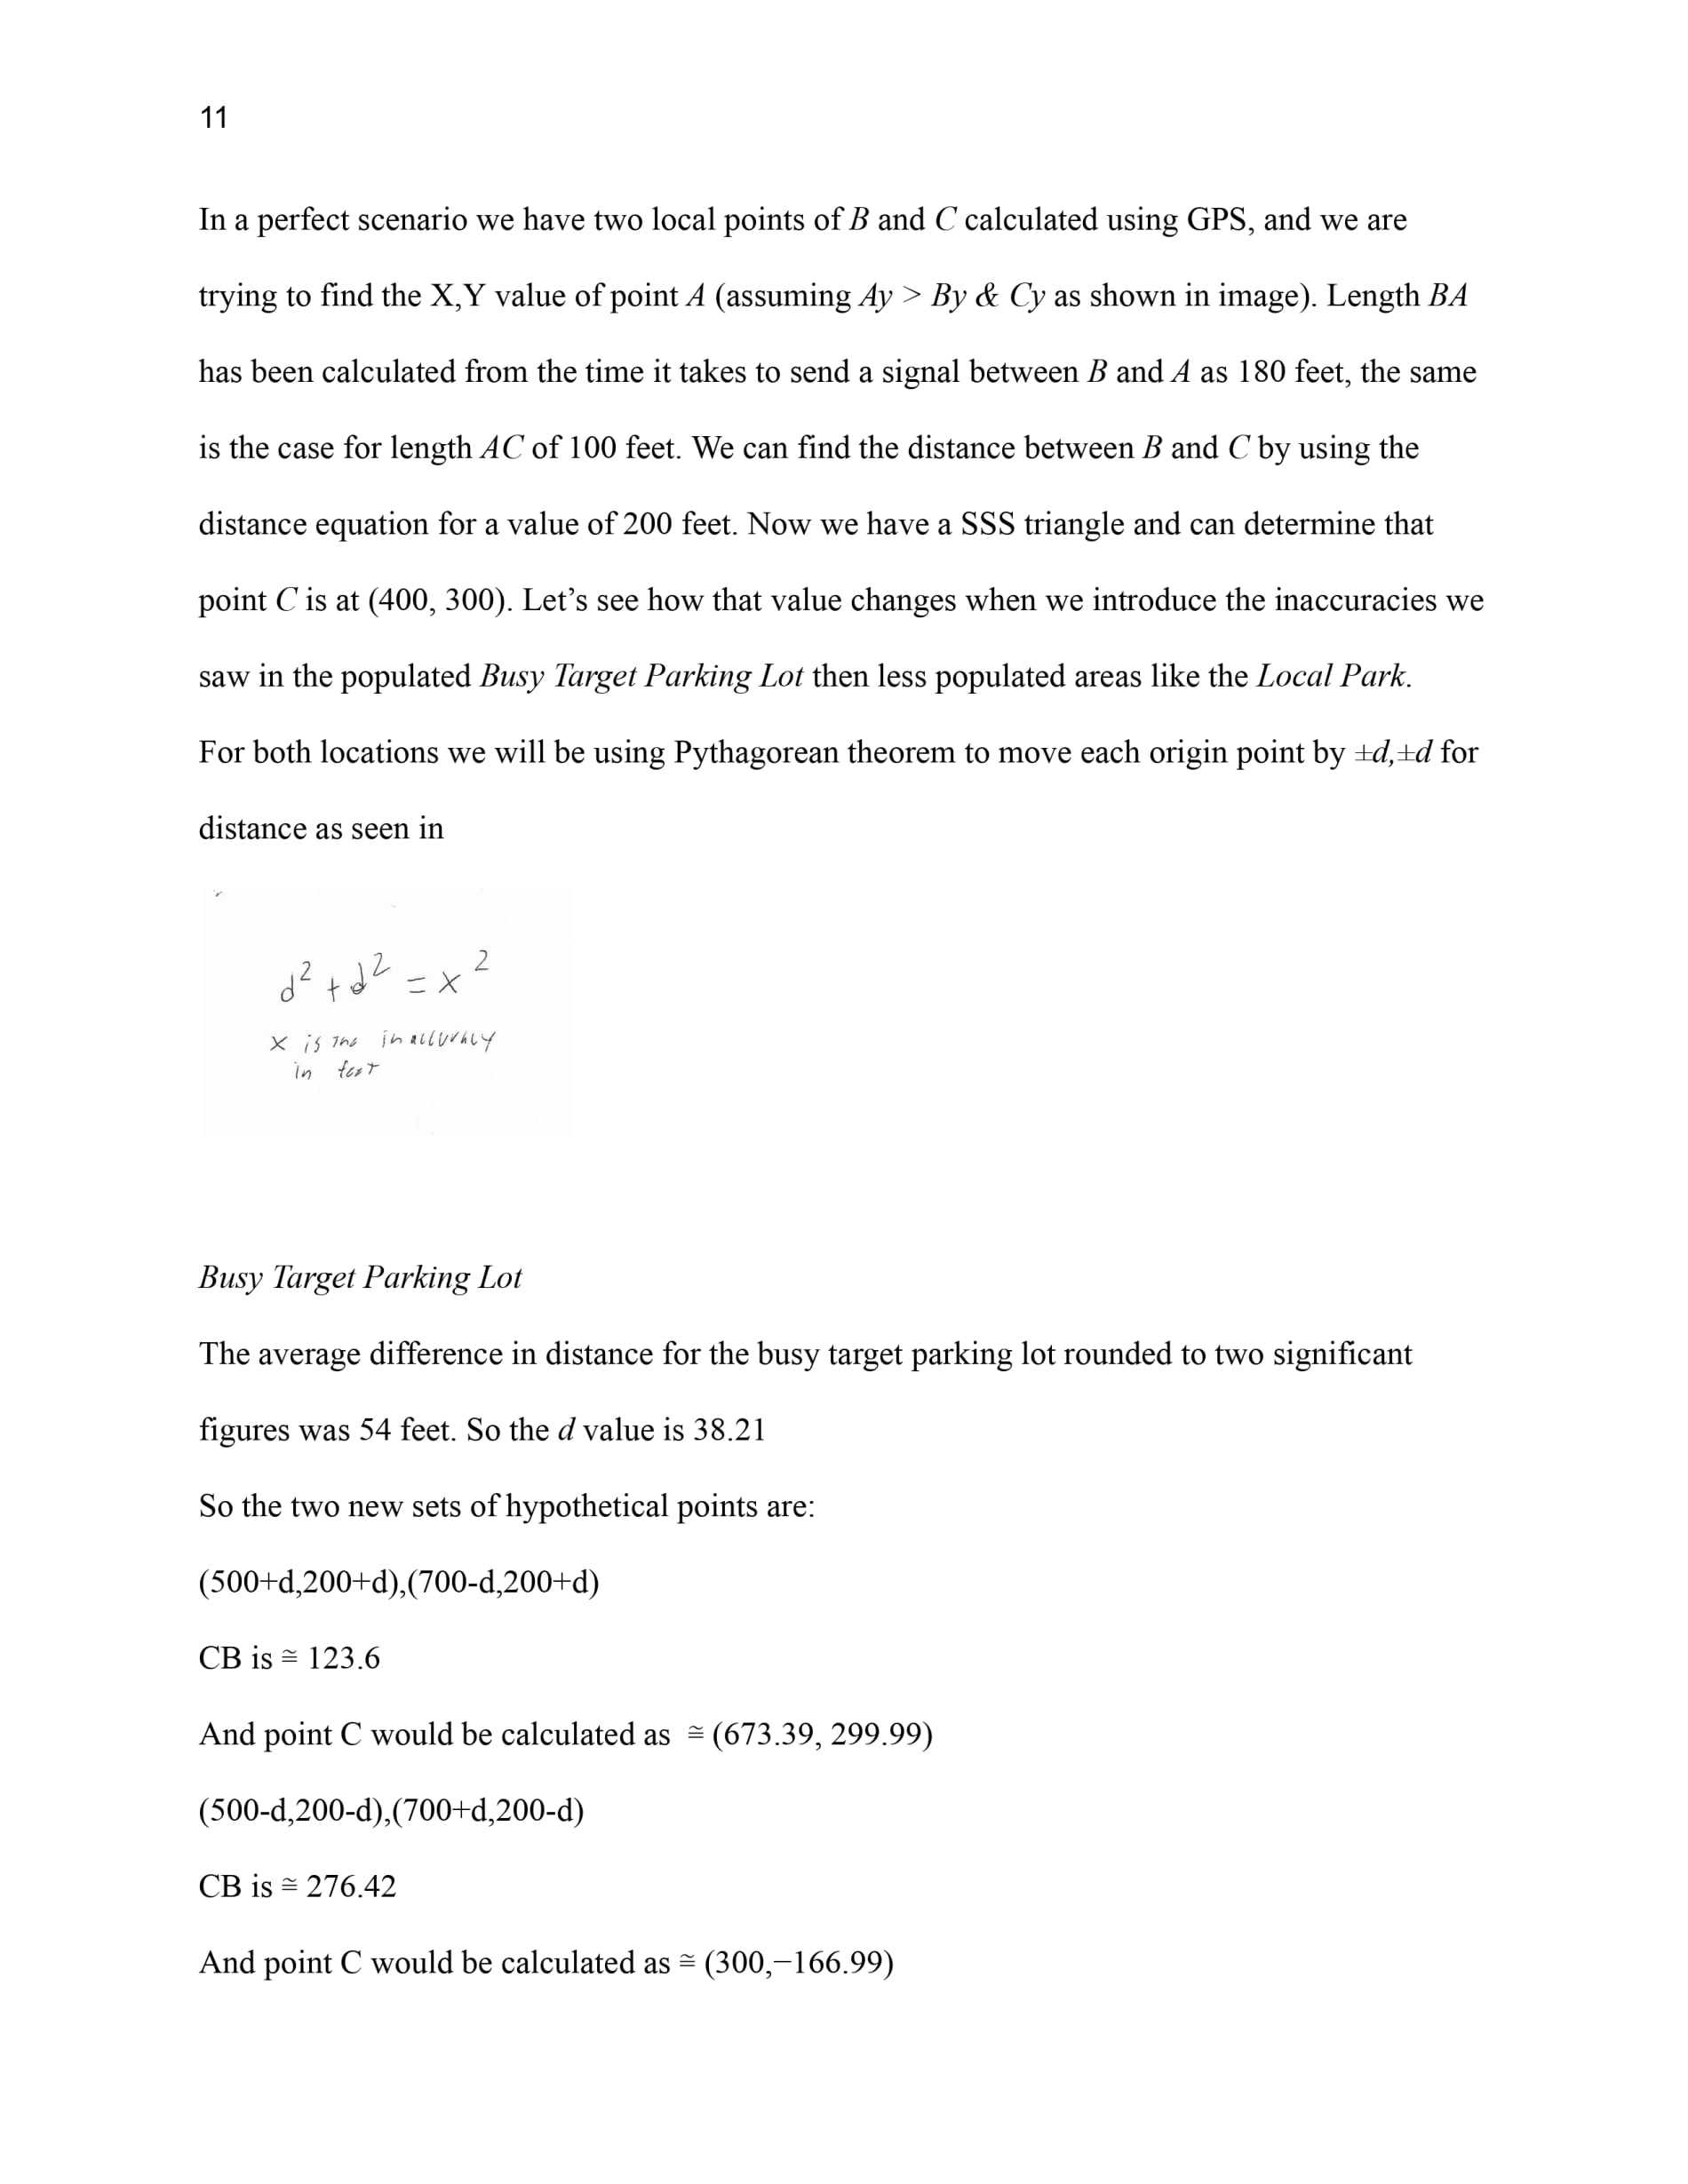 11
In a perfect scenario we have two local points of B and C calculated using GPS, and we are
trying to find the X,Y value of point A (assuming Ay > By & Cy as shown in image). Length BA
has been calculated from the time it takes to send a signal between B and A as 180 feet, the same
is the case for length AC of 100 feet. We can find the distance between B and C by using the
distance equation for a value of 200 feet. Now we have a SSS triangle and can determine that
point C is at (400, 300). Let’s see how that value changes when we introduce the inaccuracies we
saw in the populated Busy Target Parking Lot then less populated areas like the Local Park.
For both locations we will be using Pythagorean theorem to move each origin point by ±d,±d for
distance as seen in
d² + d² = x²
x is the inaccuracy
in feet
Busy Target Parking Lot
The average difference in distance for the busy target parking lot rounded to two significant
figures was 54 feet. So the d value is 38.21
So the two new sets of hypothetical points are:
(500+d,200+d),(700-d,200+d)
CB is ≅ 123.6
And point C would be calculated as ≅ (673.39, 299.99)
(500-d,200-d),(700+d,200-d)
CB is ≅ 276.42
And point C would be calculated as ≅ (300,−166.99)